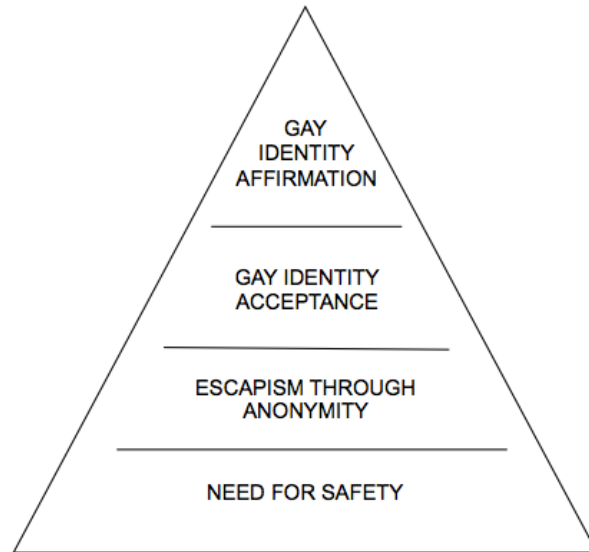 GAY
IDENTITY
AFFIRMATION
GAY IDENTITY
ACCEPTANCE
ESCAPISM THROUGH
ANONYMITY
NEED FOR SAFETY